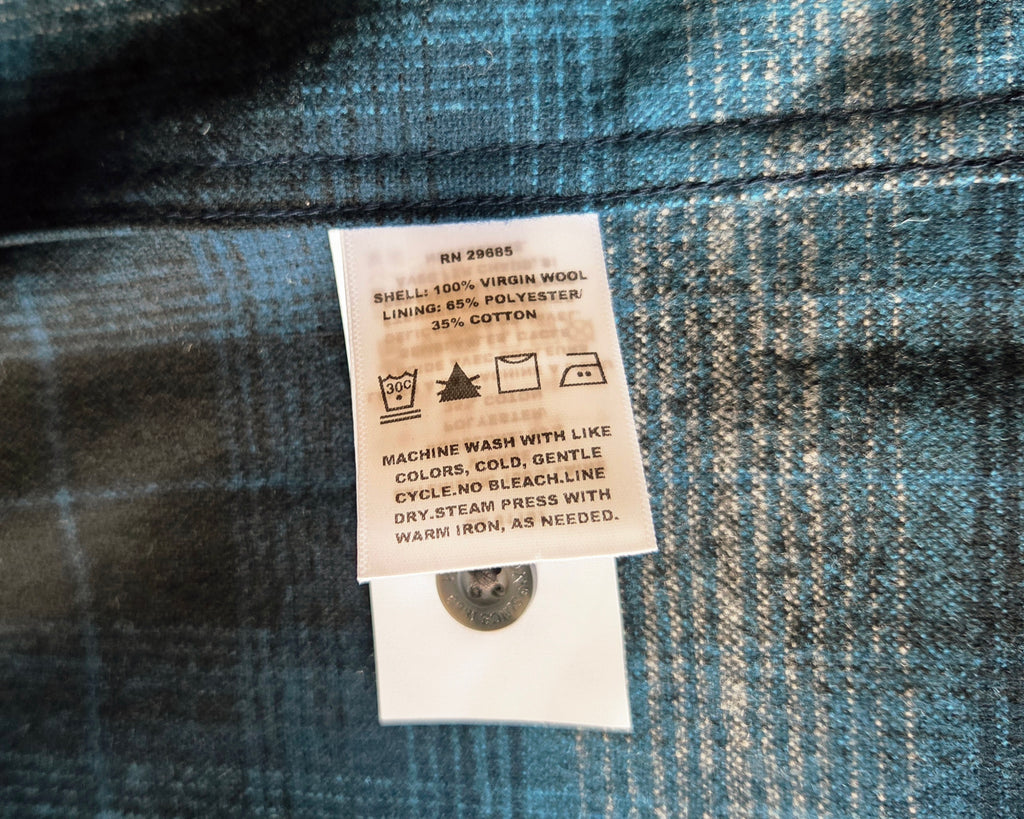 RN 29685
SHELL: 100% VIRGIN WOOL
LINING: 65% POLYESTER/
35% COTTON
30C
MACHINE WASH WITH LIKE
COLORS, COLD, GENTLE
CYCLE.NO BLEACH.LINE
DRY.STEAM PRESS WITH
WARM IRON, AS NEEDED.